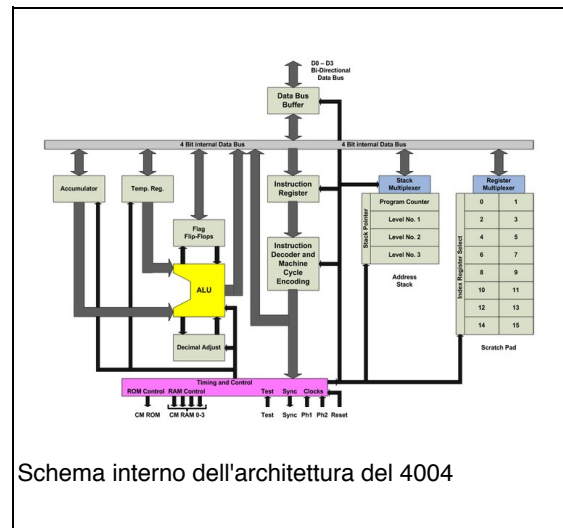 D0 – D3
Bi-Directional
Data Bus
Data Bus
Buffer
4 Bit internal Data Bus
4 Bit internal Data Bus
Accumulator
Temp. Reg.
Flag
Flip-Flops
ALU
Decimal Adjust
Instruction
Register
Instruction
Decoder and
Machine
Cycle
Encoding
Stack
Multiplexer
Stack Pointer
Program Counter
Level No. 1
Level No. 2
Level No. 3
Address
Stack
Register
Multiplexer
Index Register Select
0 1
2 3
4 5
6 7
8 9
10 11
12 13
14 15
Scratch Pad
Timing and Control
ROM Control RAM Control Test Sync Clocks
CM ROM CM RAM 0-3 Test Sync Ph1 Ph2 Reset
Schema interno dell'architettura del 4004